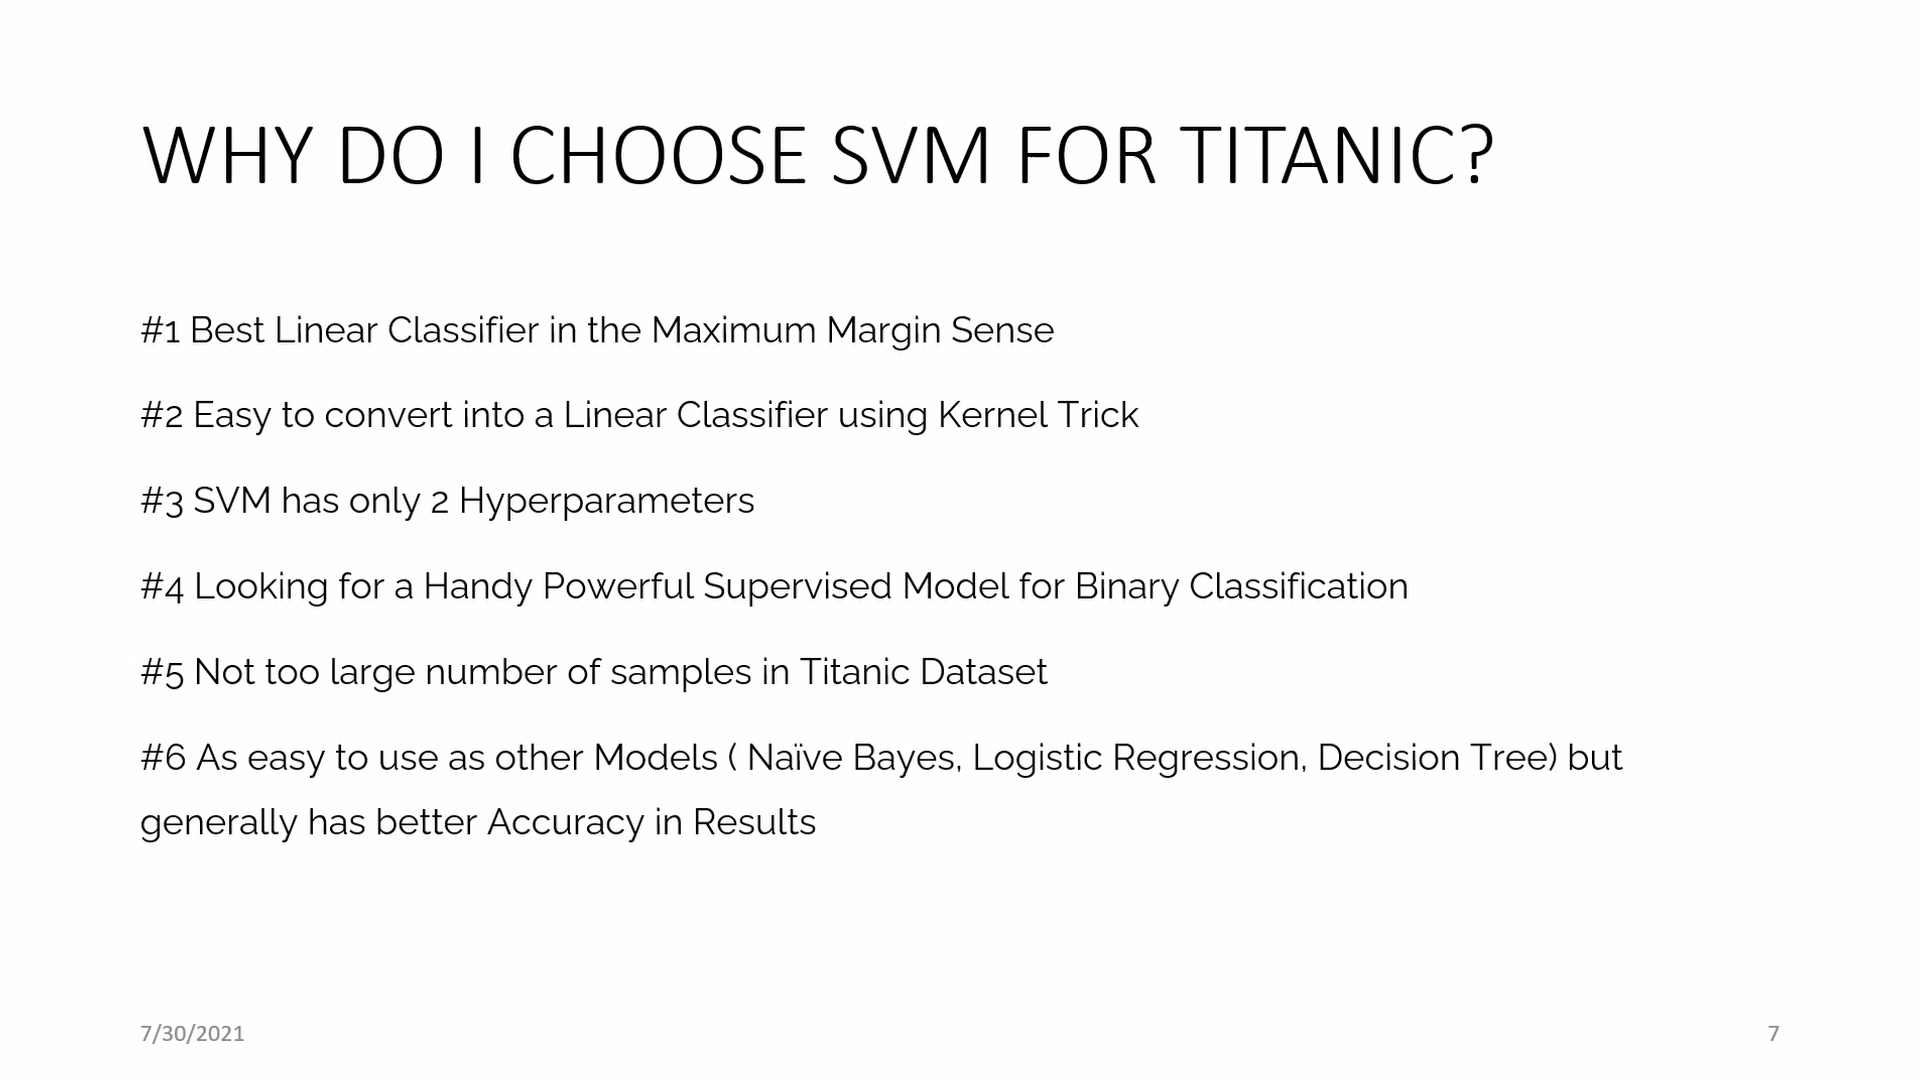 WHY DO I CHOOSE SVM FOR TITANIC?
#1 Best Linear Classifier in the Maximum Margin Sense
#2 Easy to convert into a Linear Classifier using Kernel Trick
#3 SVM has only 2 Hyperparameters
#4 Looking for a Handy Powerful Supervised Model for Binary Classification
#5 Not too large number of samples in Titanic Dataset
#6 As easy to use as other Models ( Naïve Bayes, Logistic Regression, Decision Tree) but
generally has better Accuracy in Results
7/30/2021
7